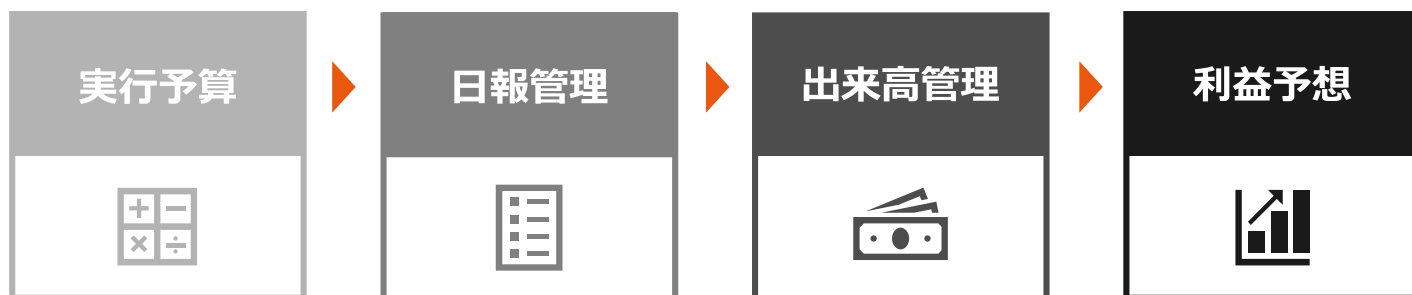 実行予算
日報管理
出来高管理
利益予想